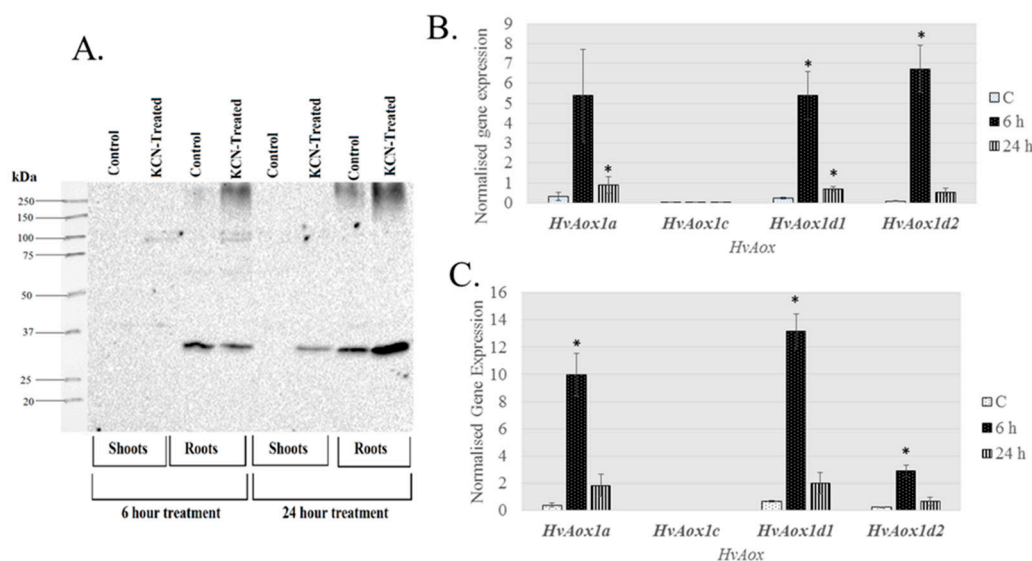 A.
Control
KCN-Treated
Control
KCN-Treated
Control
KCN-Treated
Control
KCN-Treated
kDa
250
150
100
75
50
37
25
20
Shoots
Roots
Shoots
Roots
6 hour treatment
24 hour treatment
B.
Normalised gene expression
9
8
7
6
5
4
3
2
1
0
*
*
*
*
HvAox1a
HvAox1c
HvAox1d1
HvAox1d2
HvAox
C
6 h
24 h
C.
Normalised Gene Expression
16
14
12
10
8
6
4
2
0
*
*
*
HvAox1a
HvAox1c
HvAox1d1
HvAox1d2
HvAox
C
6 h
24 h